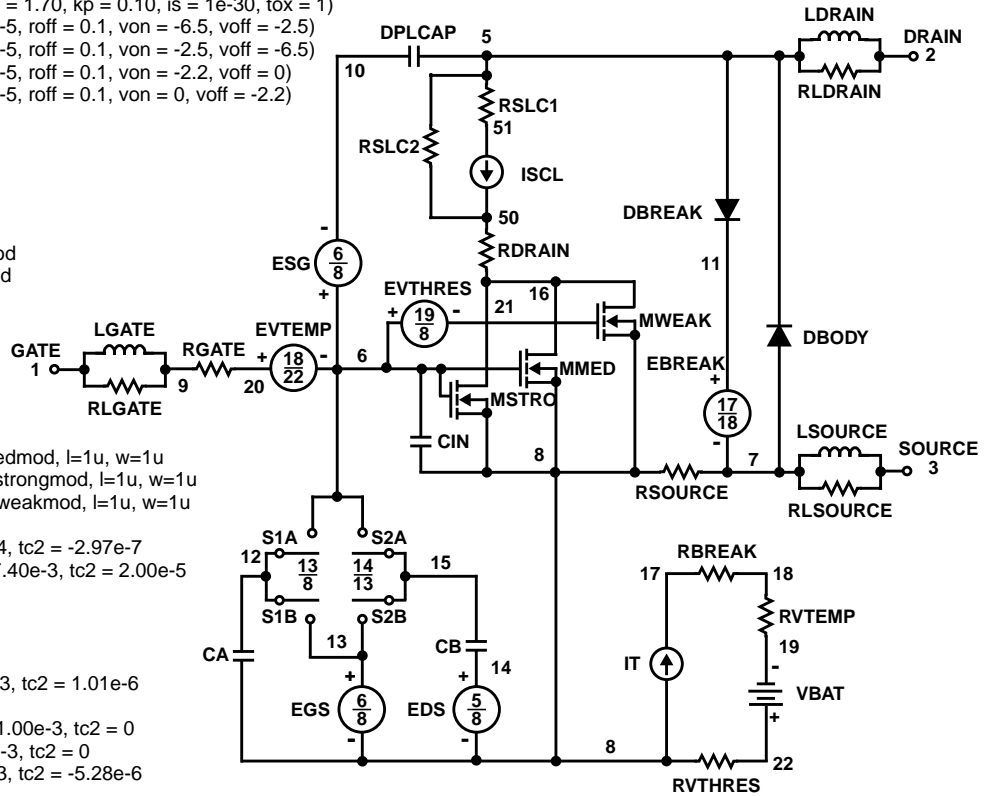 = 1.70, kp = 0.10, is = 1e-30, tox = 1)
-5, roff = 0.1, von = -6.5, voff = -2.5)
-5, roff = 0.1, von = -2.5, voff = -6.5)
-5, roff = 0.1, von = -2.2, voff = 0)
-5, roff = 0.1, von = 0, voff = -2.2)
LDRAIN
DPLCAP
5
DRAIN
2
10
RLDRAIN
RSLC1
51
RSLC2
ISCL
DBREAK
50
od
d
ESG
6
8
-
+
RDRAIN
11
EVTHRES
16
21
+
19
8
-
MWEAK
DBODY
LGATE
EVTEMP
GATE
1
RGATE
+
18
22
-
6
MMED
EBREAK
9
20
MSTRO
+
17
18
-
RLGATE
CIN
LSOURCE
SOURCE
3
8
7
RSOURCE
RLSOURCE
edmod, l=1u, w=1u
strongmod, l=1u, w=1u
weakmod, l=1u, w=1u
4, tc2 = -2.97e-7
7.40e-3, tc2 = 2.00e-5
S1A
S2A
12
13
8
14
13
15
S1B
S2B
13
RBREAK
17
18
RVTEMP
CA
CB
14
19
IT
-
VBAT
+
3, tc2 = 1.01e-6
+
EGS
6
8
-
+
EDS
5
8
-
1.00e-3, tc2 = 0
-3, tc2 = 0
3, tc2 = -5.28e-6
8
22
RVTHRES